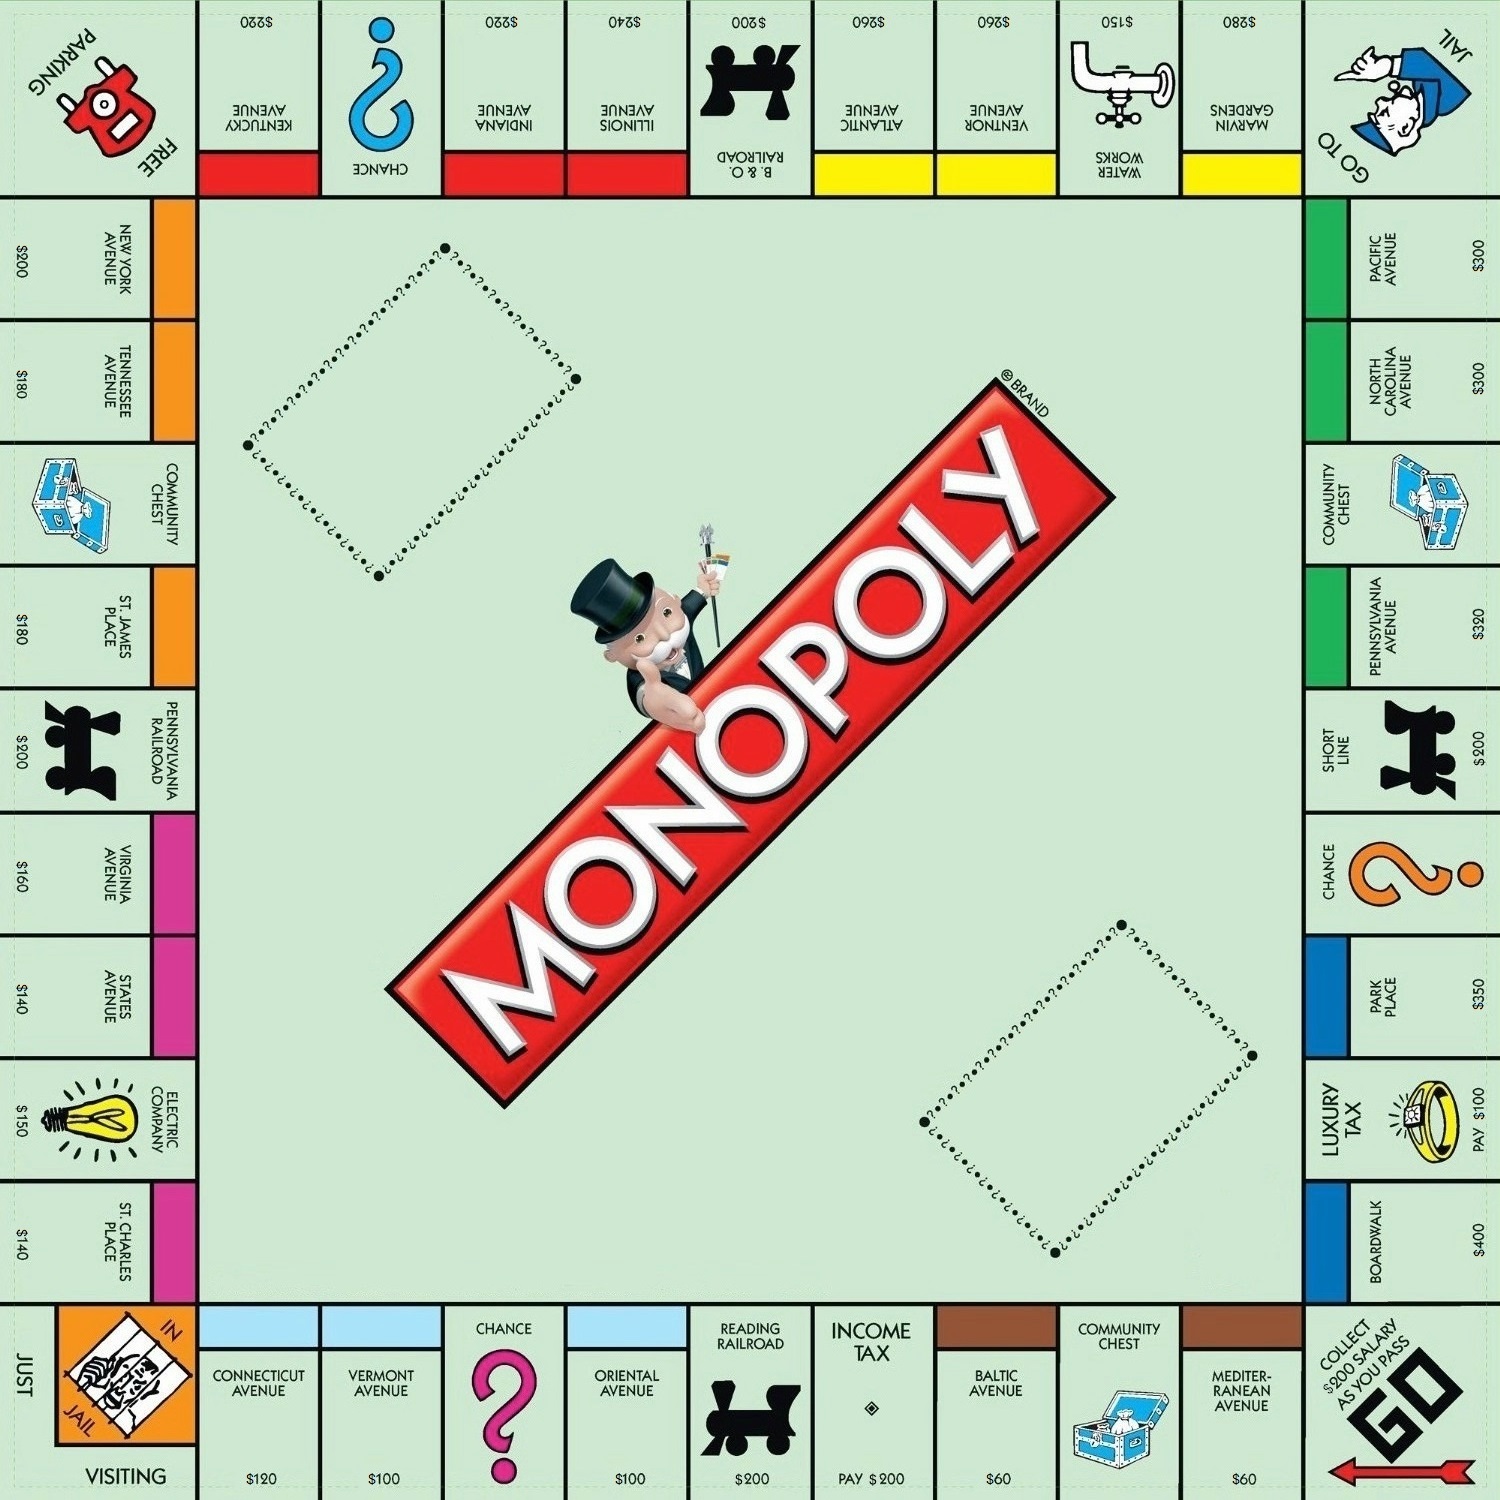 PARKING
FREE
$220
KENTUCKY
AVENUE
CHANCE
$220
INDIANA
AVENUE
$240
ILLINOIS
AVENUE
$200
B. & O.
RAILROAD
$260
ATLANTIC
AVENUE
$260
VENTNOR
AVENUE
$150
WATER
WORKS
$280
MARVIN
GARDENS
GO TO
JAIL
NEW YORK
AVENUE
$200
TENNESSEE
AVENUE
$180
COMMUNITY
CHEST
ST. JAMES
PLACE
$180
PENNSYLVANIA
RAILROAD
$200
VIRGINIA
AVENUE
$160
STATES
AVENUE
$140
ELECTRIC
COMPANY
$150
ST. CHARLES
PLACE
$140
® BRAND
MONOPOLY
PACIFIC
AVENUE
$300
NORTH
CAROLINA
AVENUE
$300
COMMUNITY
CHEST
PENNSYLVANIA
AVENUE
$320
SHORT
LINE
$200
CHANCE
PARK
PLACE
$350
LUXURY
TAX
PAY $100
BOARDWALK
$400
JUST
VISITING
IN
JAIL
CONNECTICUT
AVENUE
$120
VERMONT
AVENUE
$100
CHANCE
ORIENTAL
AVENUE
$100
READING
RAILROAD
$200
INCOME
TAX
PAY $200
BALTIC
AVENUE
$60
COMMUNITY
CHEST
MEDITER-
RANEAN
AVENUE
$60
COLLECT
$200 SALARY
AS YOU PASS
GO